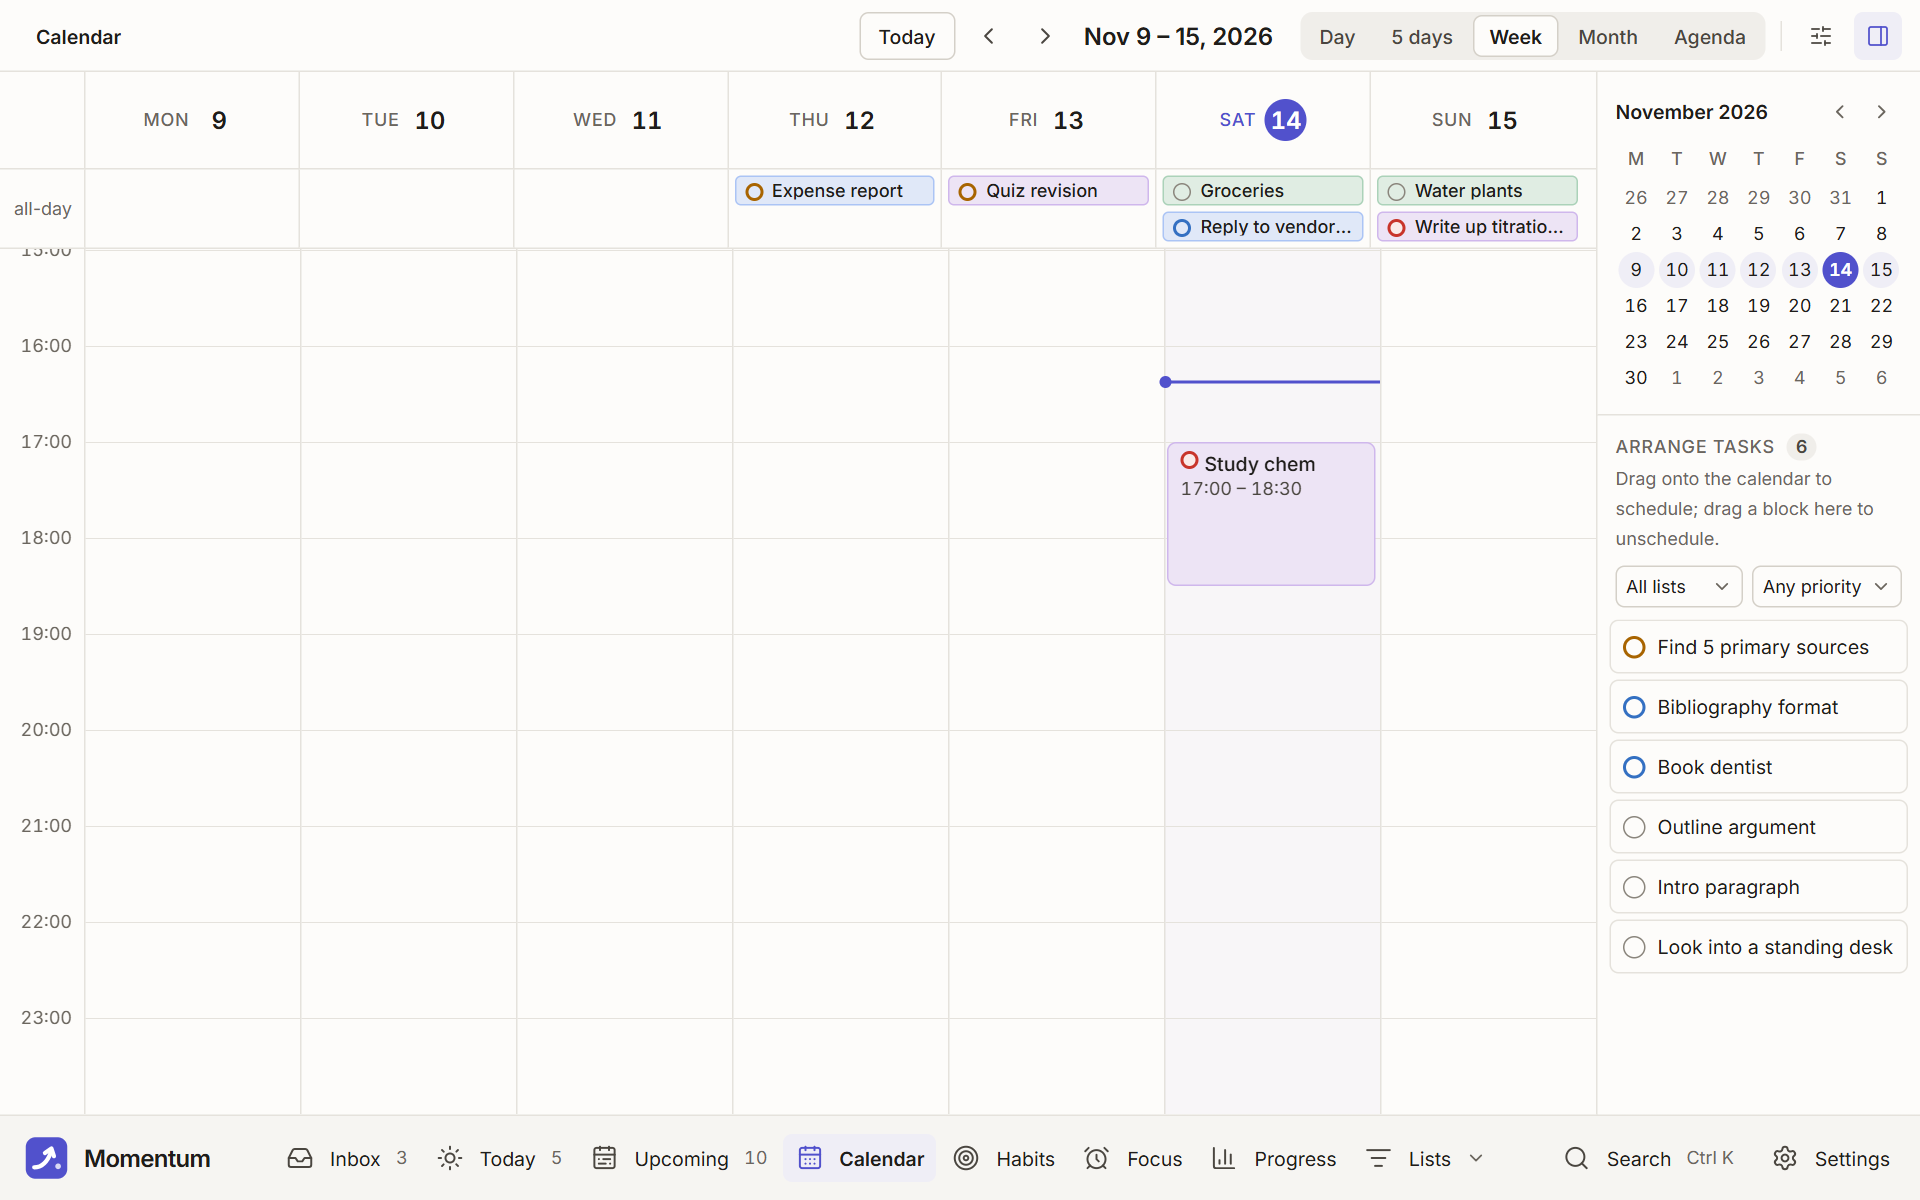 Calendar
Today
Nov 9 – 15, 2026
Day
5 days
Week
Month
Agenda
MON 9
TUE 10
WED 11
THU 12
FRI 13
SAT 14
SUN 15
all-day
Expense report
Quiz revision
Groceries
Reply to vendor...
Water plants
Write up titratio...
15:00
16:00
17:00
18:00
19:00
20:00
21:00
22:00
23:00
Study chem
17:00 – 18:30
November 2026
M T W T F S S
26 27 28 29 30 31 1
2 3 4 5 6 7 8
9 10 11 12 13 14 15
16 17 18 19 20 21 22
23 24 25 26 27 28 29
30 1 2 3 4 5 6
ARRANGE TASKS 6
Drag onto the calendar to
schedule; drag a block here to
unschedule.
All lists
Any priority
Find 5 primary sources
Bibliography format
Book dentist
Outline argument
Intro paragraph
Look into a standing desk
Momentum
Inbox 3
Today 5
Upcoming 10
Calendar
Habits
Focus
Progress
Lists
Search Ctrl K
Settings